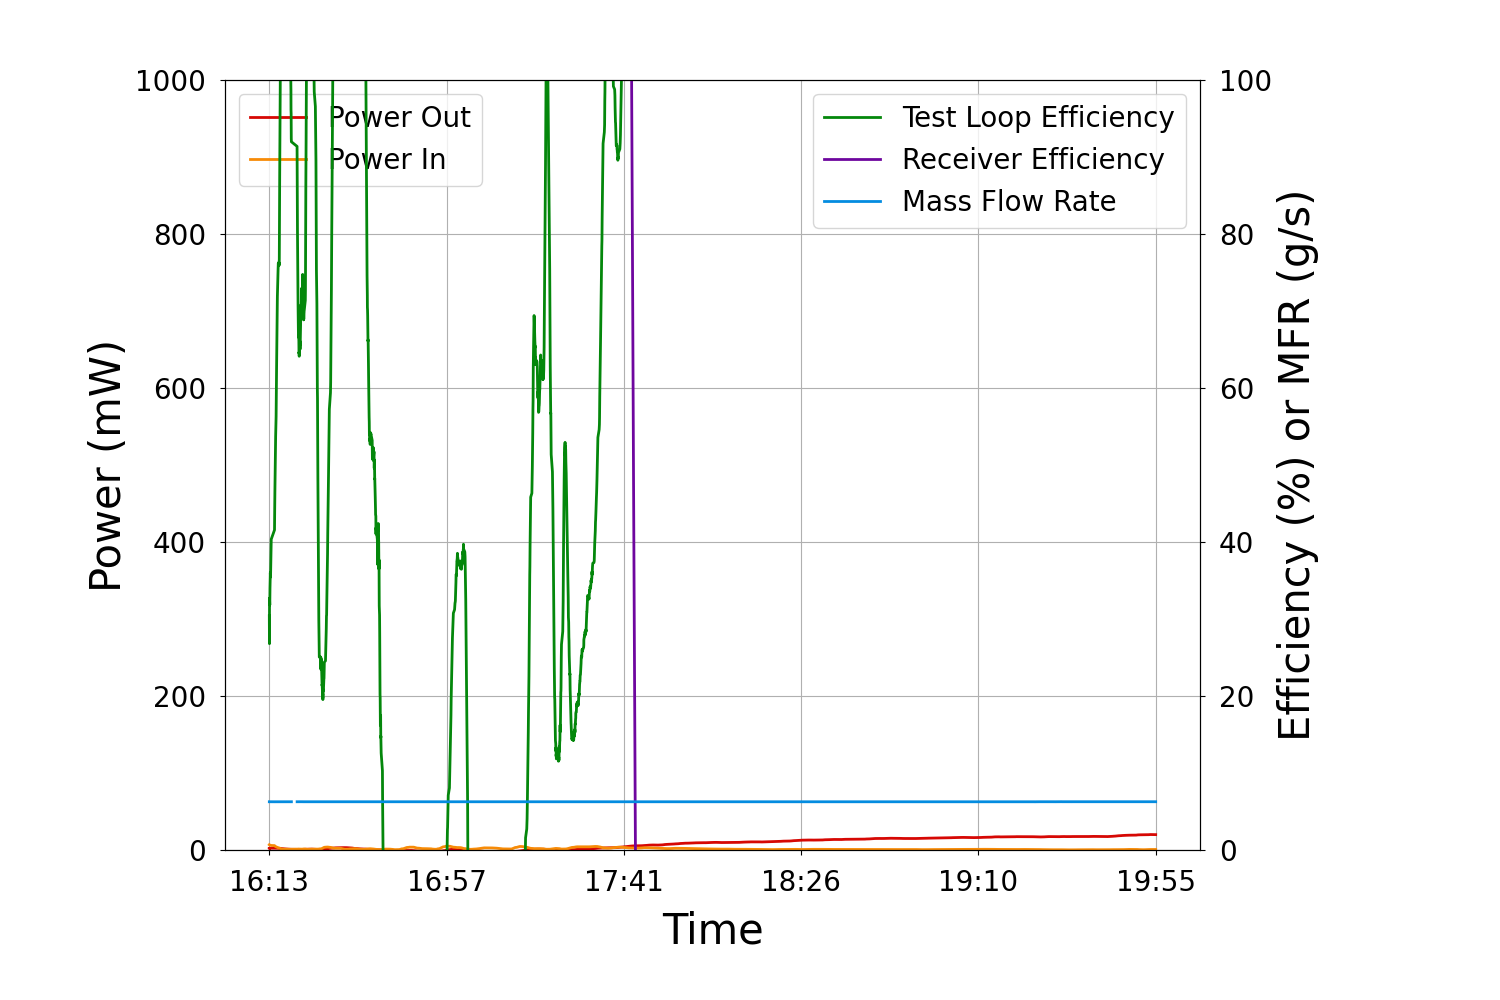 1000
800
600
400
200
0
Power (mW)
Power Out
Power In
Test Loop Efficiency
Receiver Efficiency
Mass Flow Rate
100
80
60
40
20
0
Efficiency (%) or MFR (g/s)
16:13 16:57 17:41 18:26 19:10 19:55
Time